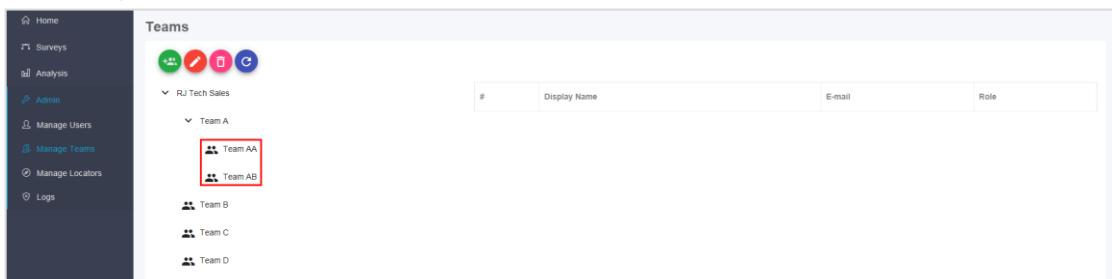 Home
Surveys
Analysis
Admin
Manage Users
Manage Teams
Manage Locators
Logs
Teams
RJ Tech Sales
Team A
Team AA
Team AB
Team B
Team C
Team D
# Display Name E-mail Role